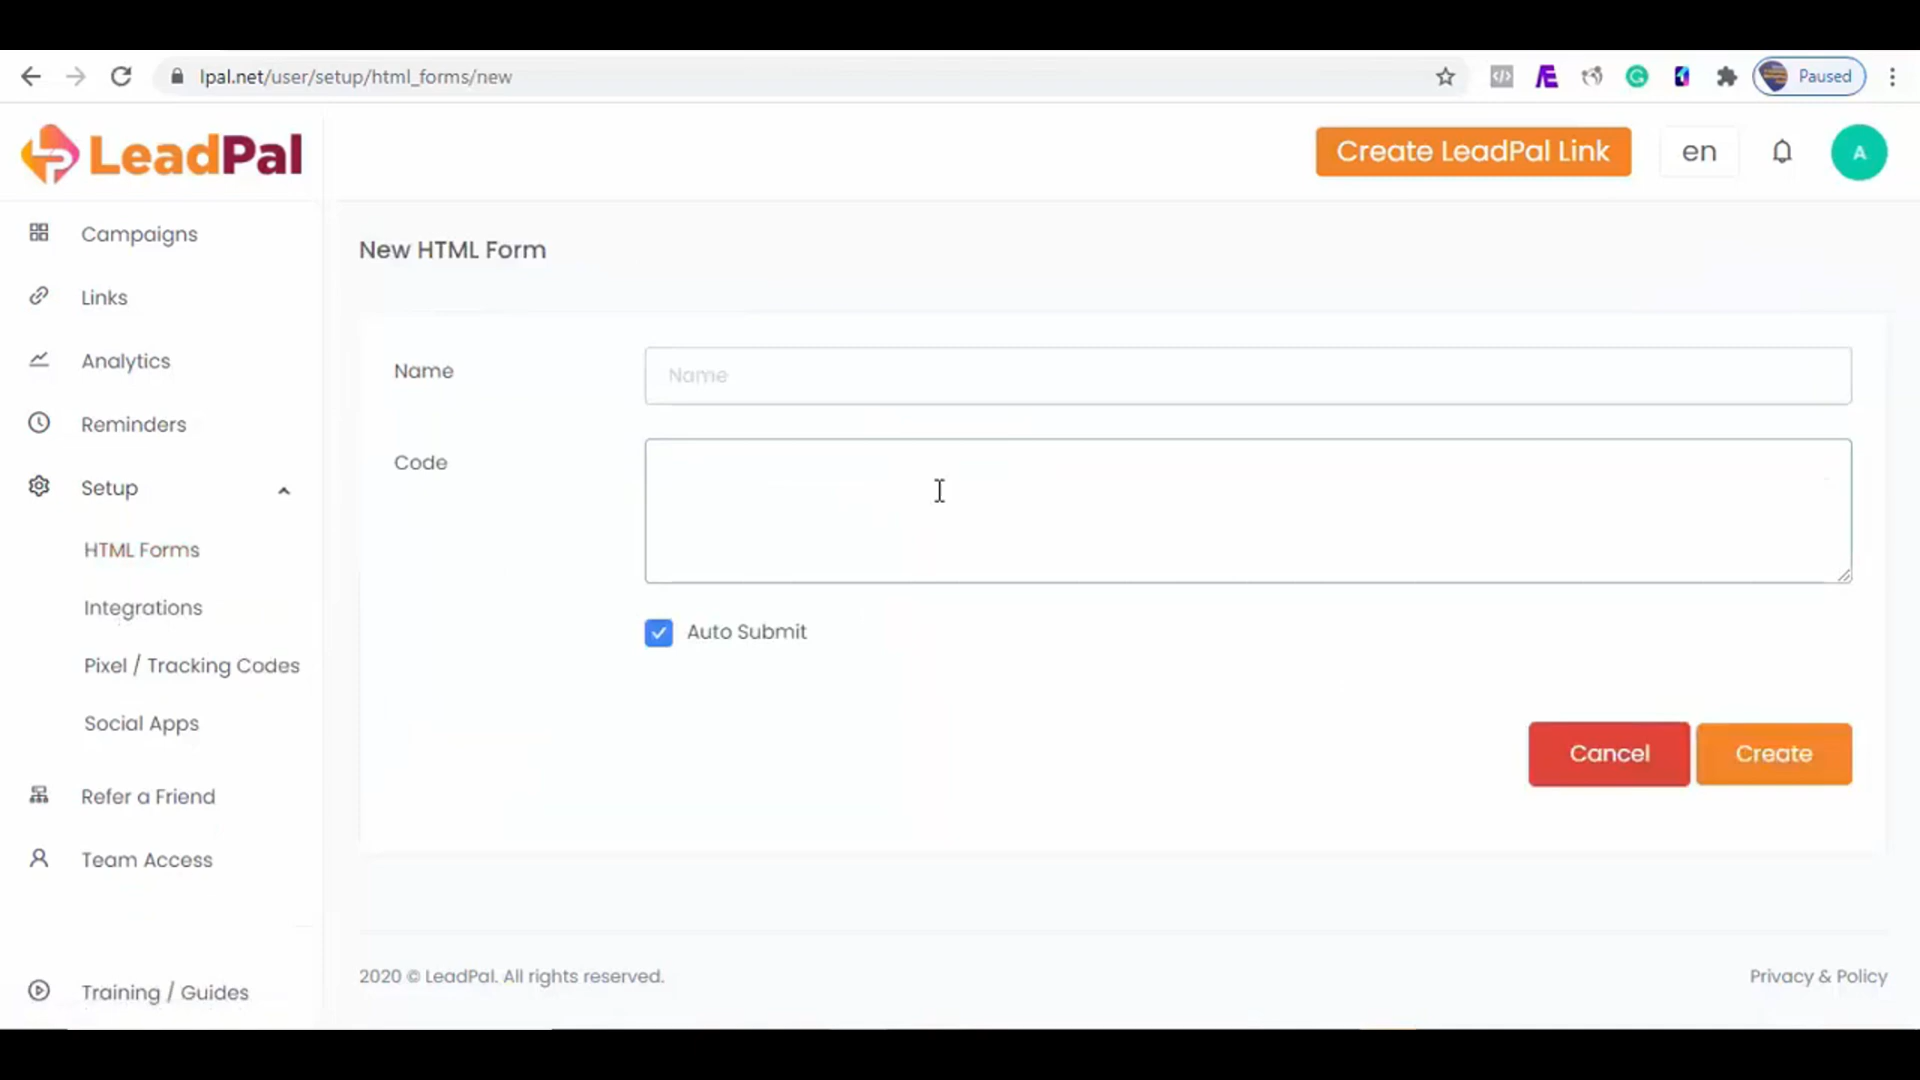 lpal.net/user/setup/html_forms/new
Paused
LeadPal
Create LeadPal Link
en
A
Campaigns
Links
Analytics
Reminders
Setup
HTML Forms
Integrations
Pixel / Tracking Codes
Social Apps
Refer a Friend
Team Access
Training / Guides
New HTML Form
Name
Name
Code
Auto Submit
Cancel
Create
2020 © LeadPal. All rights reserved.
Privacy & Policy